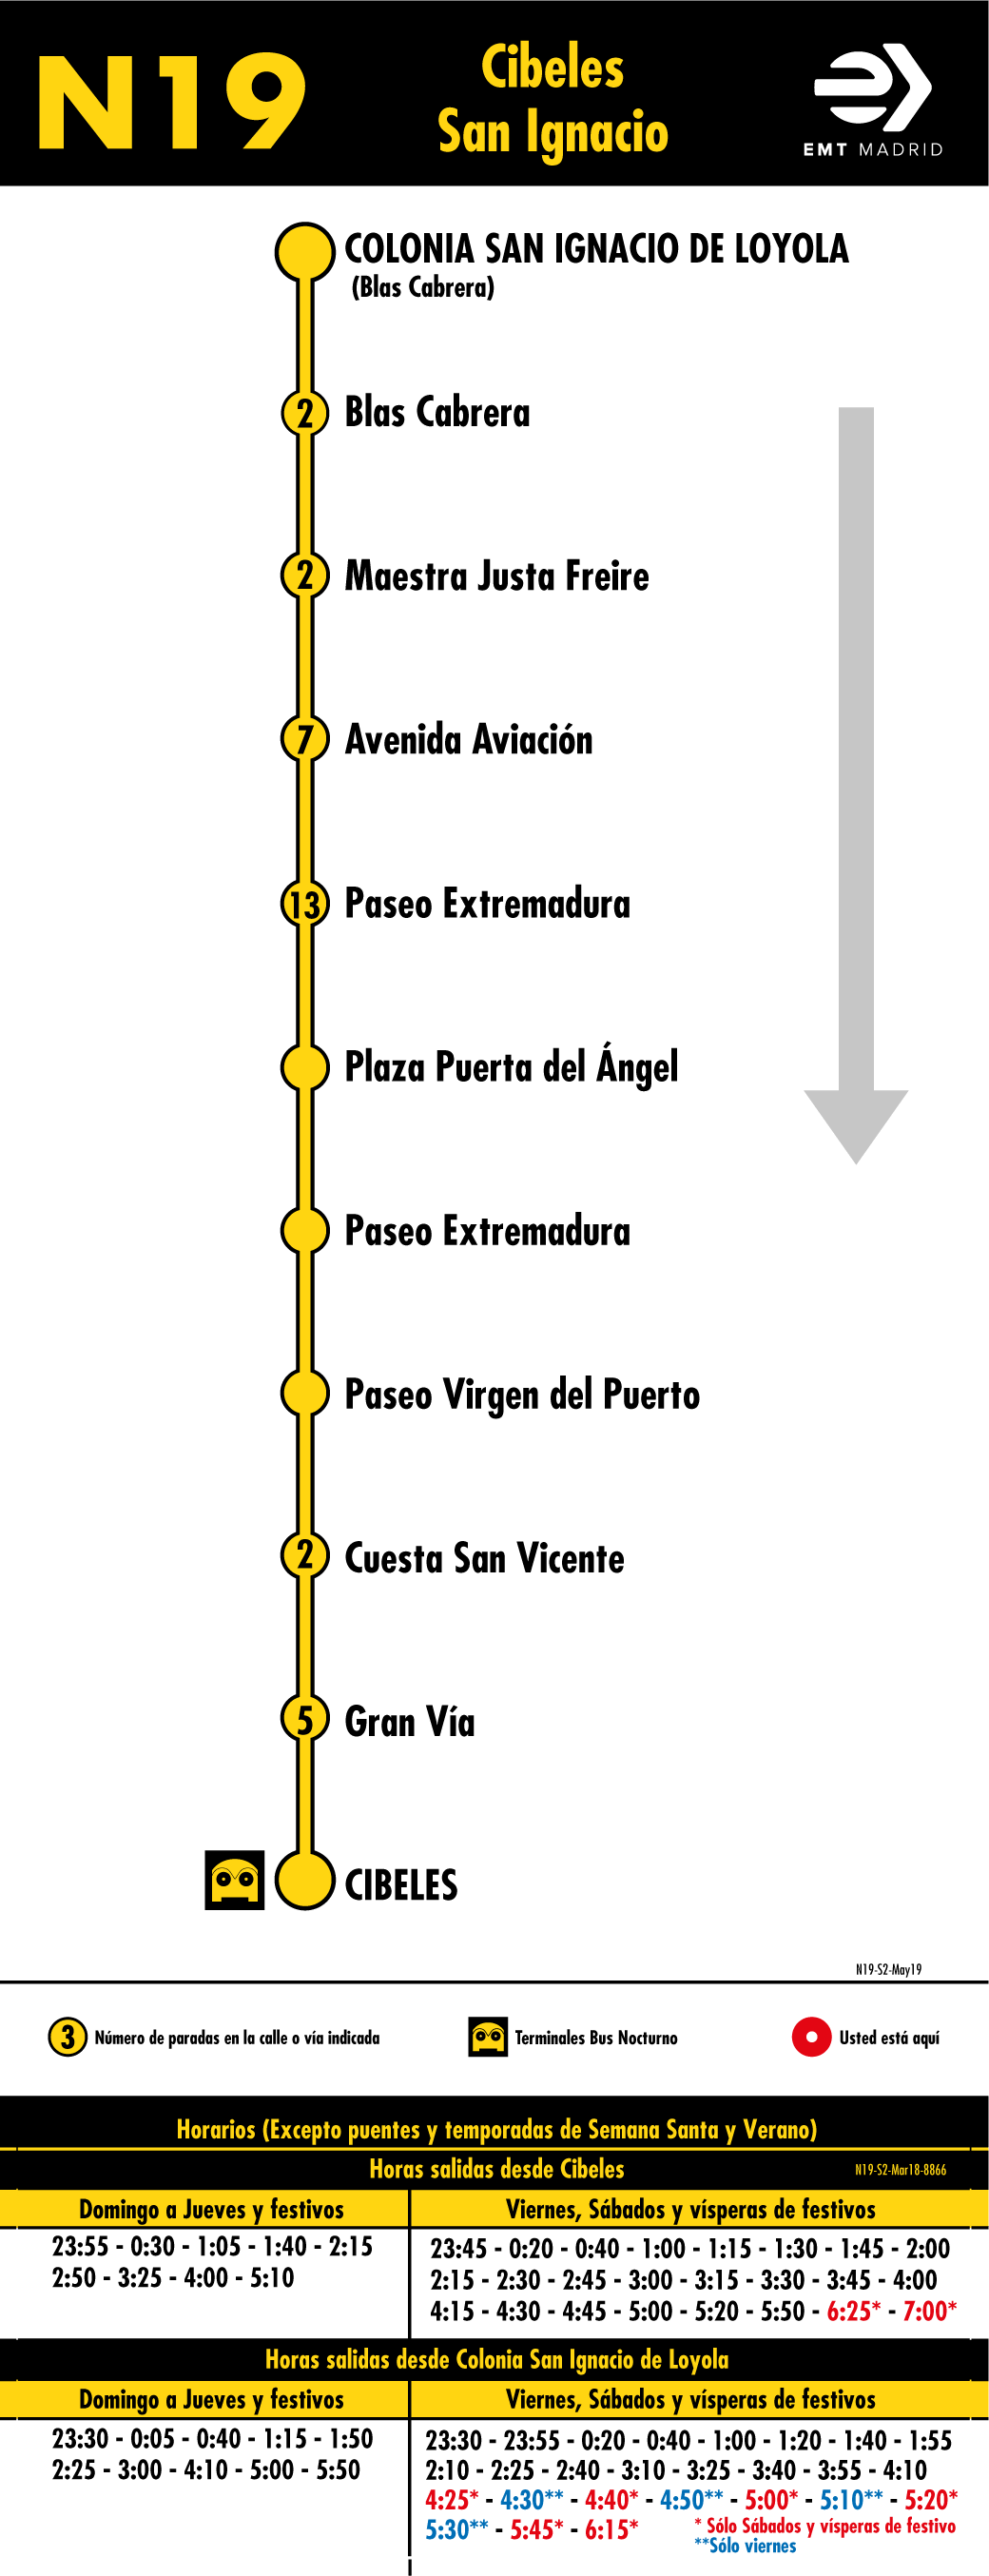 N19
Cibeles
San Ignacio
EMT MADRID
COLONIA SAN IGNACIO DE LOYOLA
(Blas Cabrera)
2 Blas Cabrera
2 Maestra Justa Freire
7 Avenida Aviación
13 Paseo Extremadura
Plaza Puerta del Ángel
Paseo Extremadura
Paseo Virgen del Puerto
2 Cuesta San Vicente
5 Gran Vía
CIBELES
N19-S2-May19
3 Número de paradas en la calle o vía indicada
Terminales Bus Nocturno
Usted está aquí
Horarios (Excepto puentes y temporadas de Semana Santa y Verano)
Horas salidas desde Cibeles
N19-S2-Mar18-8866
Domingo a Jueves y festivos
23:55 - 0:30 - 1:05 - 1:40 - 2:15
2:50 - 3:25 - 4:00 - 5:10
Viernes, Sábados y vísperas de festivos
23:45 - 0:20 - 0:40 - 1:00 - 1:15 - 1:30 - 1:45 - 2:00
2:15 - 2:30 - 2:45 - 3:00 - 3:15 - 3:30 - 3:45 - 4:00
4:15 - 4:30 - 4:45 - 5:00 - 5:20 - 5:50 - 6:25* - 7:00*
Horas salidas desde Colonia San Ignacio de Loyola
Domingo a Jueves y festivos
23:30 - 0:05 - 0:40 - 1:15 - 1:50
2:25 - 3:00 - 4:10 - 5:00 - 5:50
Viernes, Sábados y vísperas de festivos
23:30 - 23:55 - 0:20 - 0:40 - 1:00 - 1:20 - 1:40 - 1:55
2:10 - 2:25 - 2:40 - 3:10 - 3:25 - 3:40 - 3:55 - 4:10
4:25* - 4:30** - 4:40* - 4:50** - 5:00* - 5:10** - 5:20*
5:30** - 5:45* - 6:15*
* Sólo Sábados y vísperas de festivo
**Sólo viernes